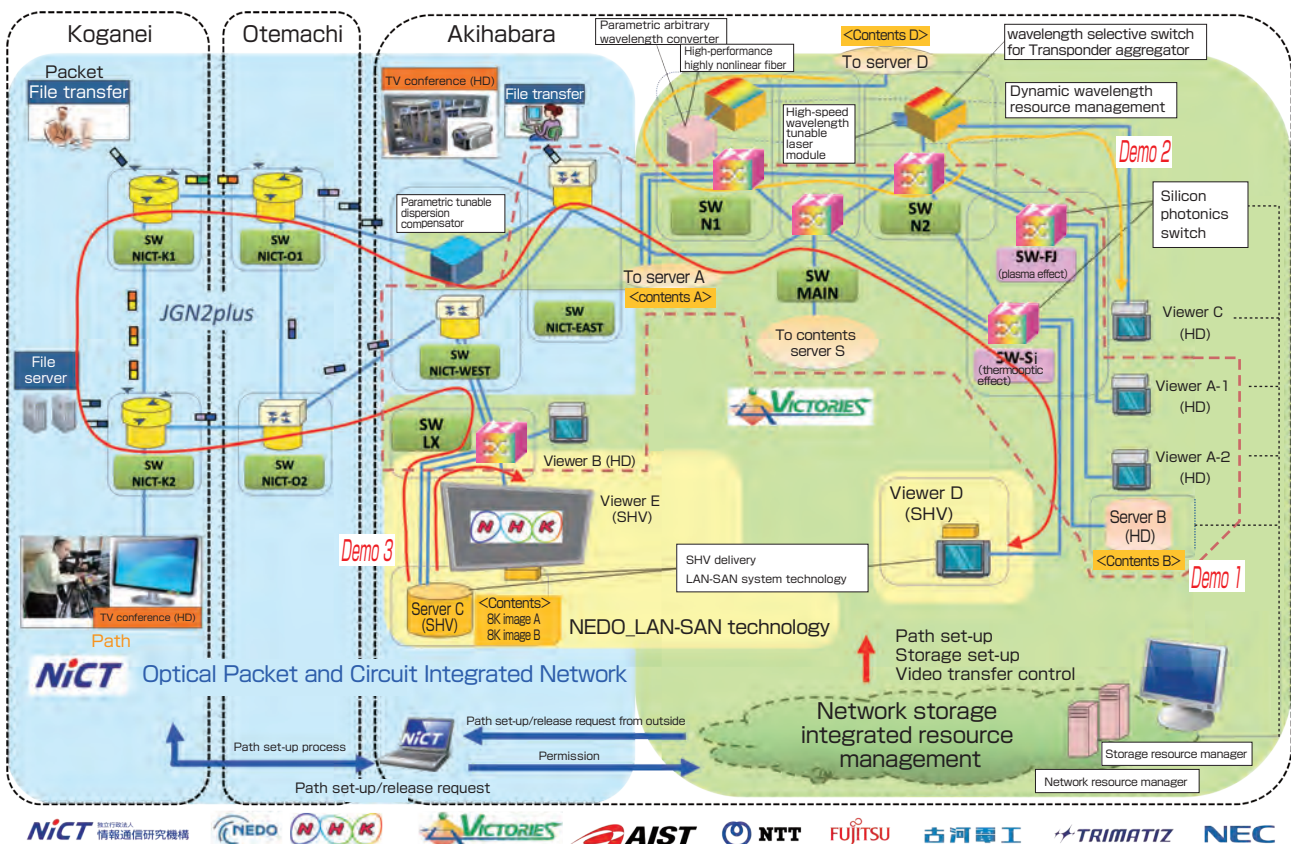 Koganei
Otemachi
Akihabara
Packet
File transfer
TV conference (HD)
File transfer
Parametric arbitrary
wavelength converter
High-performance
highly nonlinear fiber
<Contents D>
To server D
wavelength selective switch
for Transponder aggregator
Dynamic wavelength
resource management
High-speed
wavelength
tunable
laser
module
Demo 2
Silicon
photonics
switch
Parametric tunable
dispersion
compensator
SW
NICT-K1
SW
NICT-O1
SW
N1
SW
N2
SW-FJ
(plasma effect)
To server A
<contents A>
SW
MAIN
JGN2plus
SW
NICT-EAST
To contents
server S
SW-Si
(thermooptic
effect)
Viewer C
(HD)
SW
NICT-WEST
File
server
VICTORIES
Viewer A-1
(HD)
SW
LX
Viewer B (HD)
Viewer A-2
(HD)
SW
NICT-K2
SW
NICT-O2
Viewer E
(SHV)
NHK
Viewer D
(SHV)
Server B
(HD)
<Contents B>
Demo 1
Demo 3
SHV delivery
LAN-SAN system technology
Server C
(SHV)
<Contents>
8K image A
8K image B
NEDO_LAN-SAN technology
TV conference (HD)
Path
NiCT
Optical Packet and Circuit Integrated Network
Path set-up
Storage set-up
Video transfer control
Path set-up/release request from outside
NiCT
Path set-up process
Permission
Path set-up/release request
Network storage
integrated resource
management
Storage resource manager
Network resource manager
NiCT 独立行政法人 情報通信研究機構
NEDO
NHK
VICTORIES
AIST
NTT
FUJITSU
古河電工
TRIMATIZ
NEC